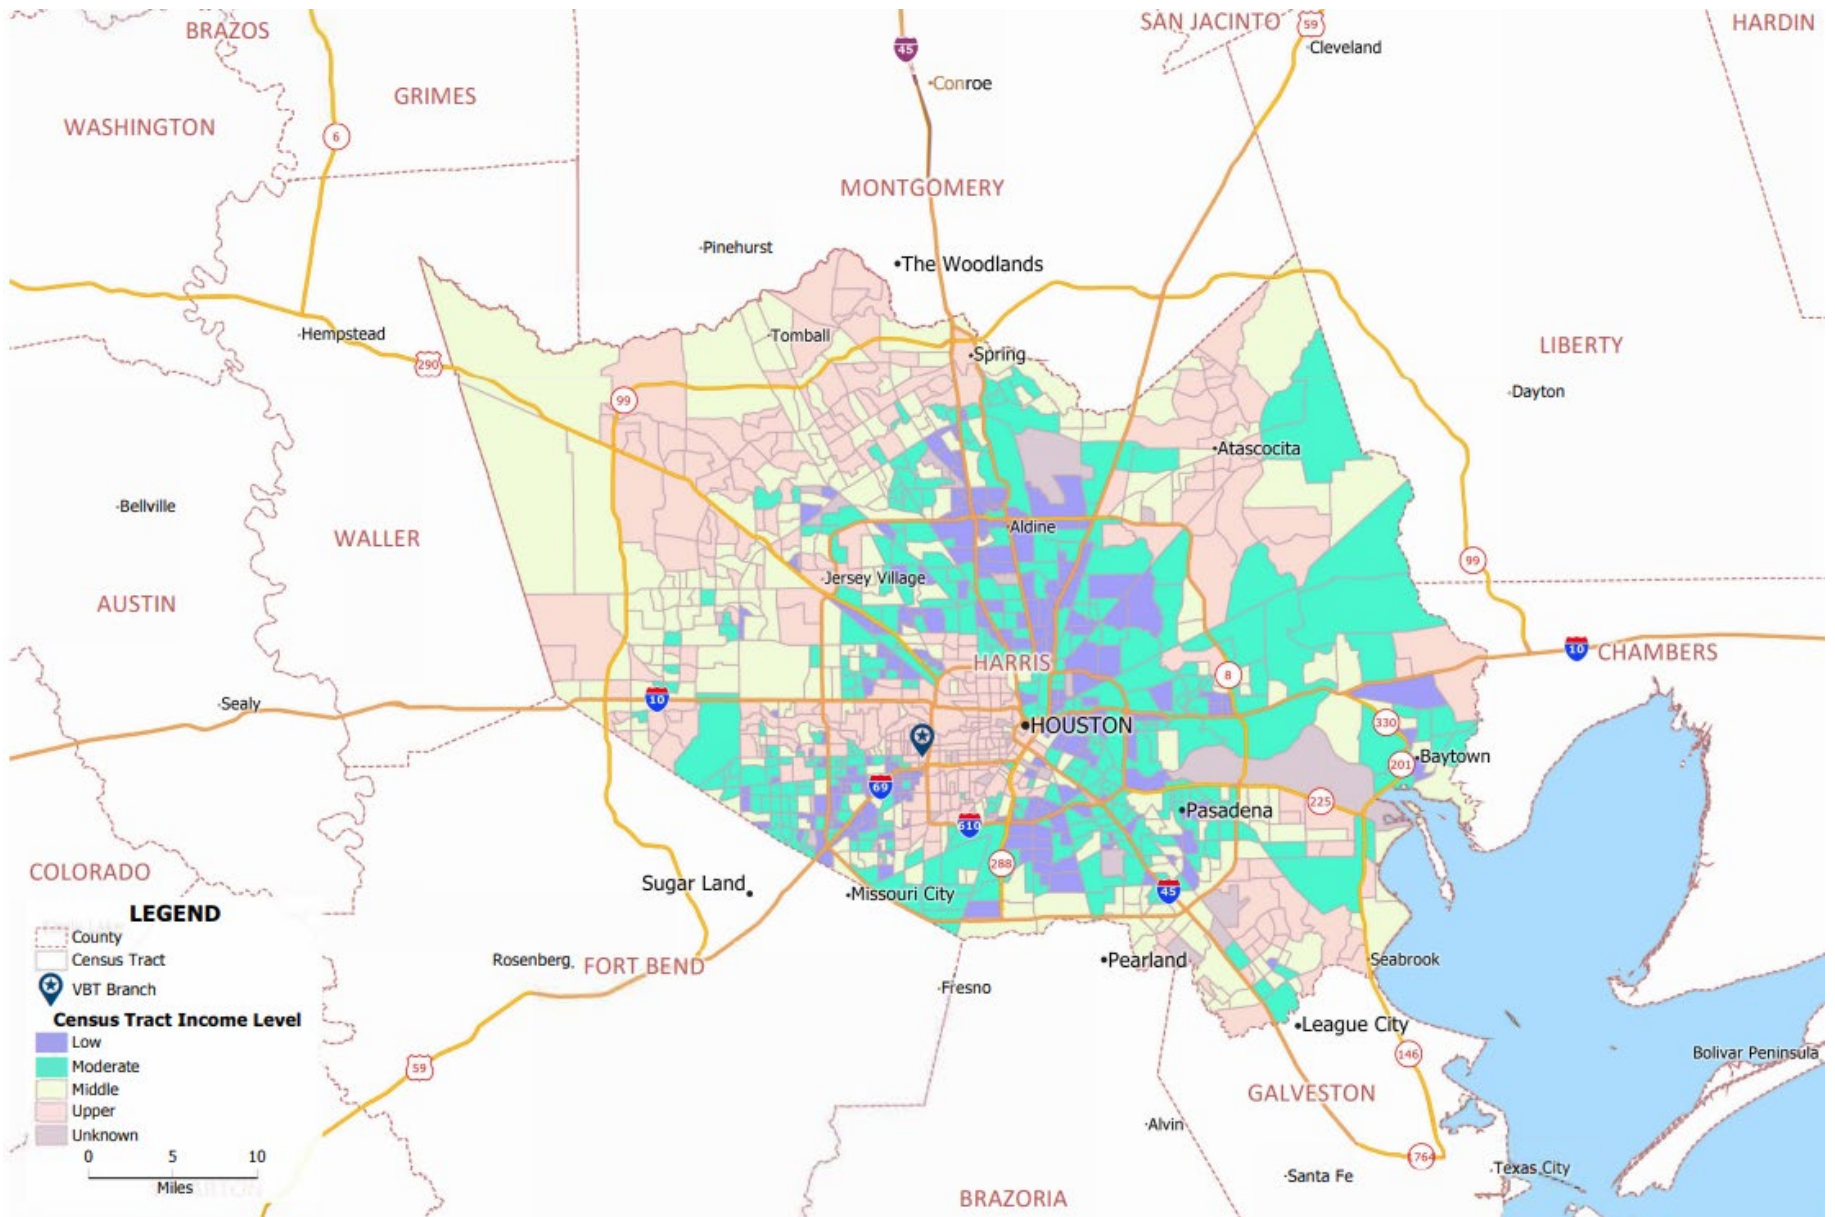 BRAZOS
SAN JACINTO
HARDIN
59
Cleveland
45
Conroe
GRIMES
WASHINGTON
6
MONTGOMERY
Pinehurst
The Woodlands
Hempstead
Tomball
Spring
LIBERTY
290
99
Dayton
Atascocita
Bellville
WALLER
Aldine
99
Jersey Village
AUSTIN
HARRIS
10
CHAMBERS
8
Sealy
10
HOUSTON
330
Baytown
201
69
225
Pasadena
610
288
COLORADO
Sugar Land
Missouri City
45
LEGEND
County
Census Tract
VBT Branch
Census Tract Income Level
Low
Moderate
Middle
Upper
Unknown
0 5 10
Miles
Rosenberg
FORT BEND
Pearland
Seabrook
Fresno
League City
59
146
Bolivar Peninsula
GALVESTON
Alvin
1764
Santa Fe
Texas City
BRAZORIA